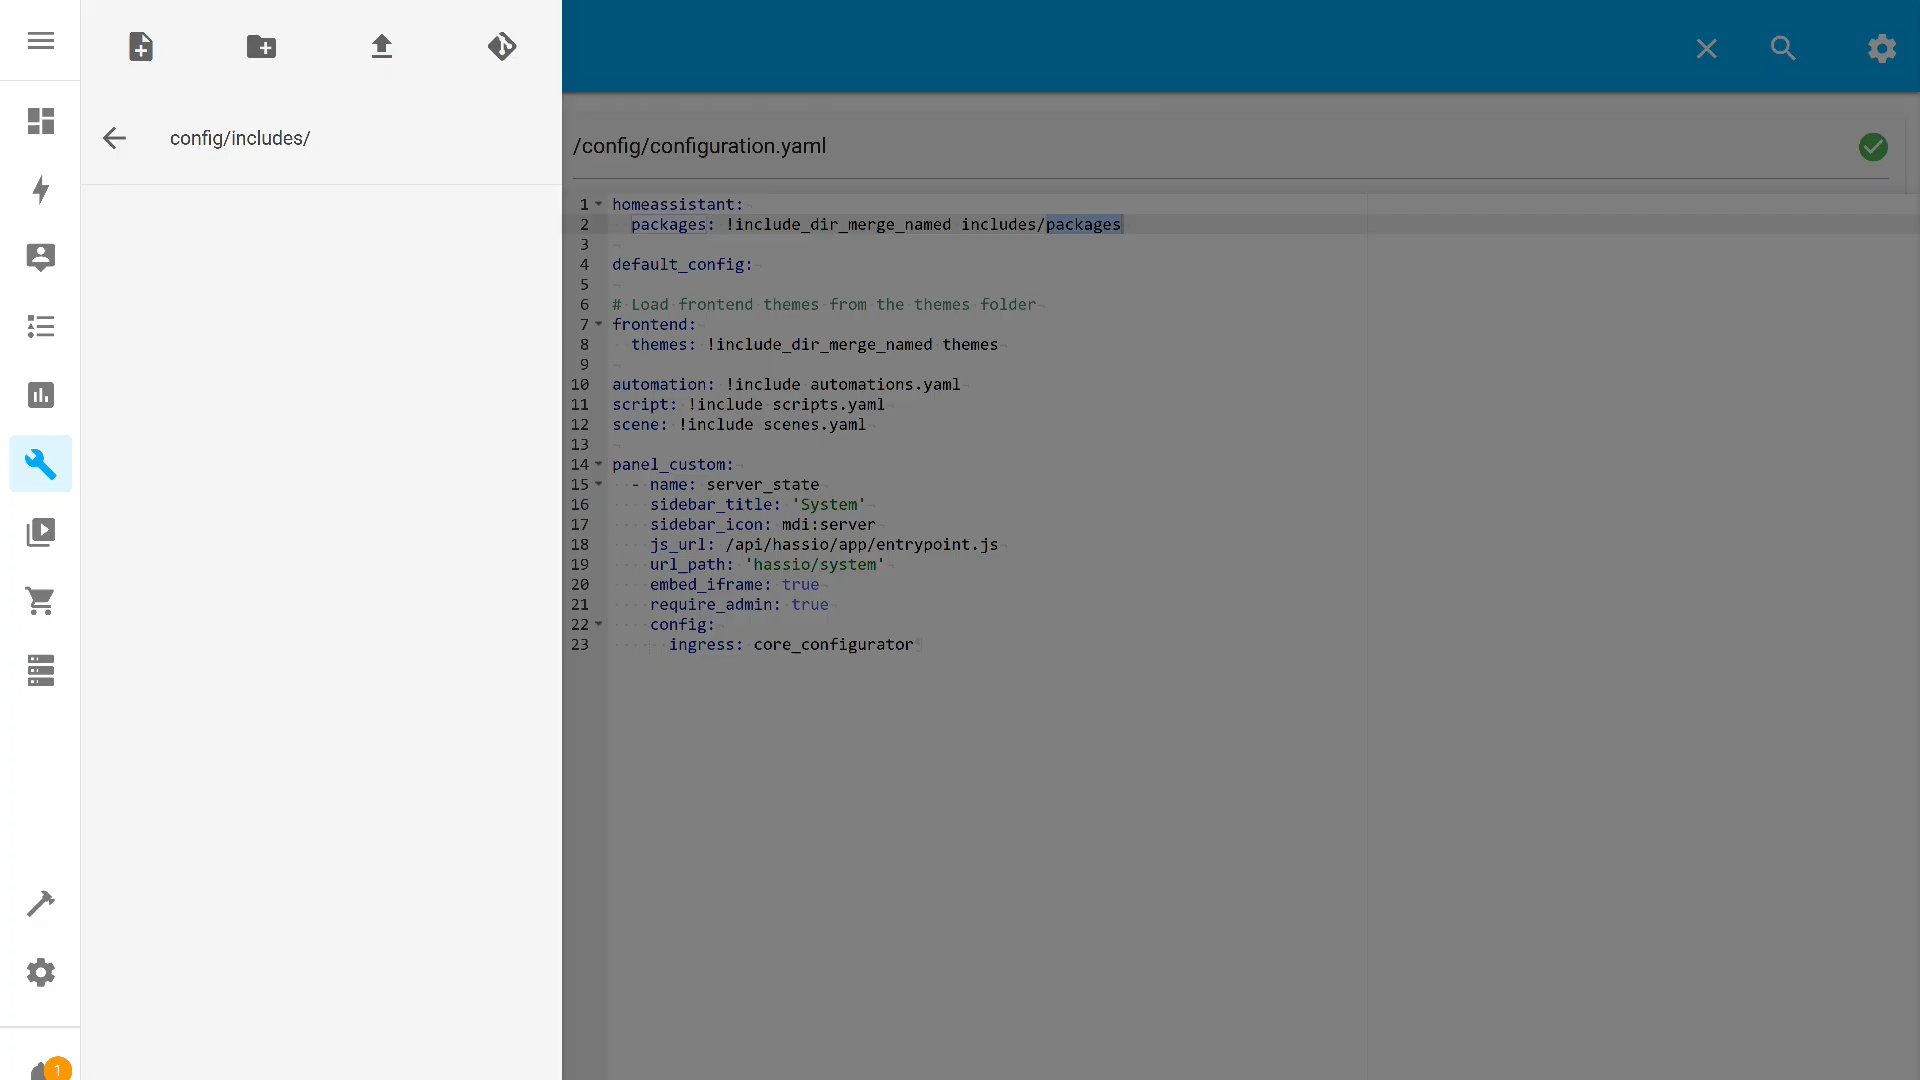 config/includes/
/config/configuration.yaml
1 homeassistant:
2 packages: !include_dir_merge_named includes/packages
3
4 default_config:
5
6 # Load frontend themes from the themes folder
7 frontend:
8 themes: !include_dir_merge_named themes
9
10 automation: !include automations.yaml
11 script: !include scripts.yaml
12 scene: !include scenes.yaml
13
14 panel_custom:
15 - name: server_state
16 sidebar_title: 'System'
17 sidebar_icon: mdi:server
18 js_url: /api/hassio/app/entrypoint.js
19 url_path: 'hassio/system'
20 embed_iframe: true
21 require_admin: true
22 config:
23 ingress: core_configurator
1